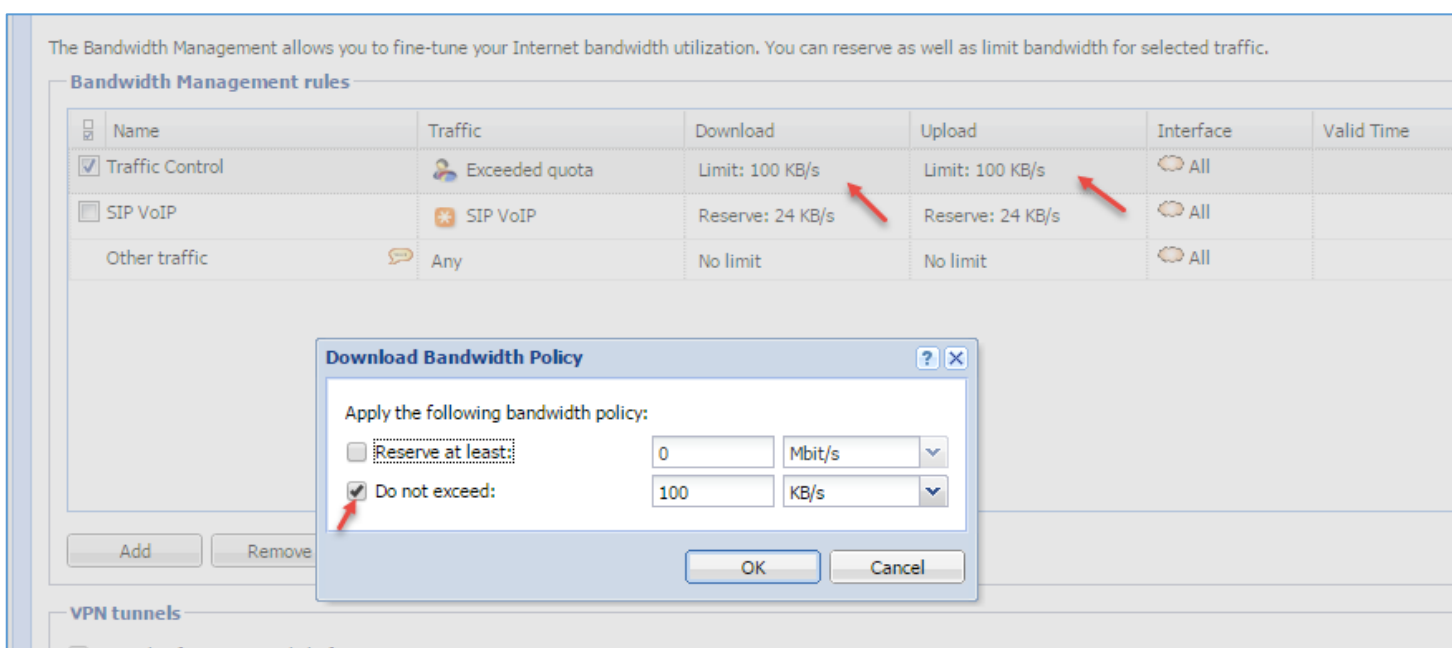 The Bandwidth Management allows you to fine-tune your Internet bandwidth utilization. You can reserve as well as limit bandwidth for selected traffic.
Bandwidth Management rules
Name Traffic Download Upload Interface Valid Time
Traffic Control Exceeded quota Limit: 100 KB/s Limit: 100 KB/s All
SIP VoIP SIP VoIP Reserve: 24 KB/s Reserve: 24 KB/s All
Other traffic Any No limit No limit All
Download Bandwidth Policy
Apply the following bandwidth policy:
Reserve at least: 0 Mbit/s
Do not exceed: 100 KB/s
Add Remove
OK Cancel
VPN tunnels